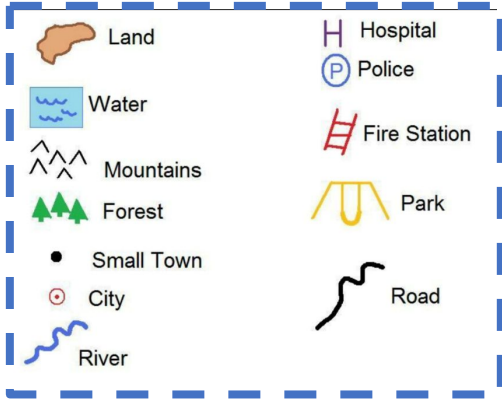 Land
Water
Mountains
Forest
Small Town
City
River
H Hospital
P Police
Fire Station
Park
Road